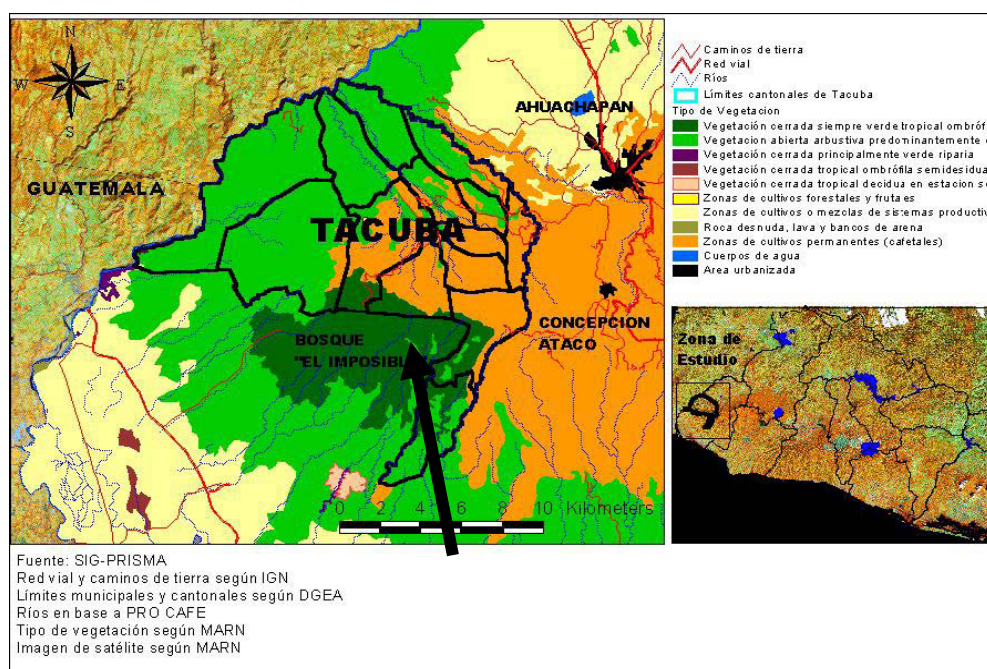 N
W
E
S
GUATEMALA
AHUACHAPAN
TACUBA
BOSQUE
"EL IMPOSIBL
CONCEPCION
ATACO
0 2 4 6 8 10 Kilometers
Caminos de tierra
Red vial
Ríos
Límites cantonales de Tacuba
Tipo de Vegetacion
Vegetación cerrada siempre verde tropical ombróf
Vegetación abierta arbustiva predominantemente
Vegetación cerrada principalmente verde riparia
Vegetación cerrada tropical ombrófila semidesidua
Vegetación cerrada tropical decidua en estacion se
Zonas de cultivos forestales y frutales
Zonas de cultivos o mezclas de sistemas productiv
Roca desnuda, lava y bancos de arena
Zonas de cultivos permanentes (cafetales)
Cuerpos de agua
Area urbanizada
Zona de
Estudio
Fuente: SIG-PRISMA
Red vial y caminos de tierra según IGN
Límites municipales y cantonales según DGEA
Ríos en base a PRO CAFE
Tipo de vegetación según MARN
Imagen de satélite según MARN